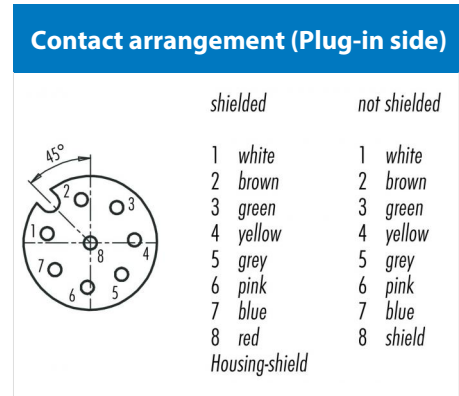 Contact arrangement (Plug-in side)
shielded not shielded
45°
1 white 1 white
2 brown 2 brown
3 green 3 green
4 yellow 4 yellow
5 grey 5 grey
6 pink 6 pink
7 blue 7 blue
8 red 8 shield
Housing-shield
2
3
1
4
8
7
6
5